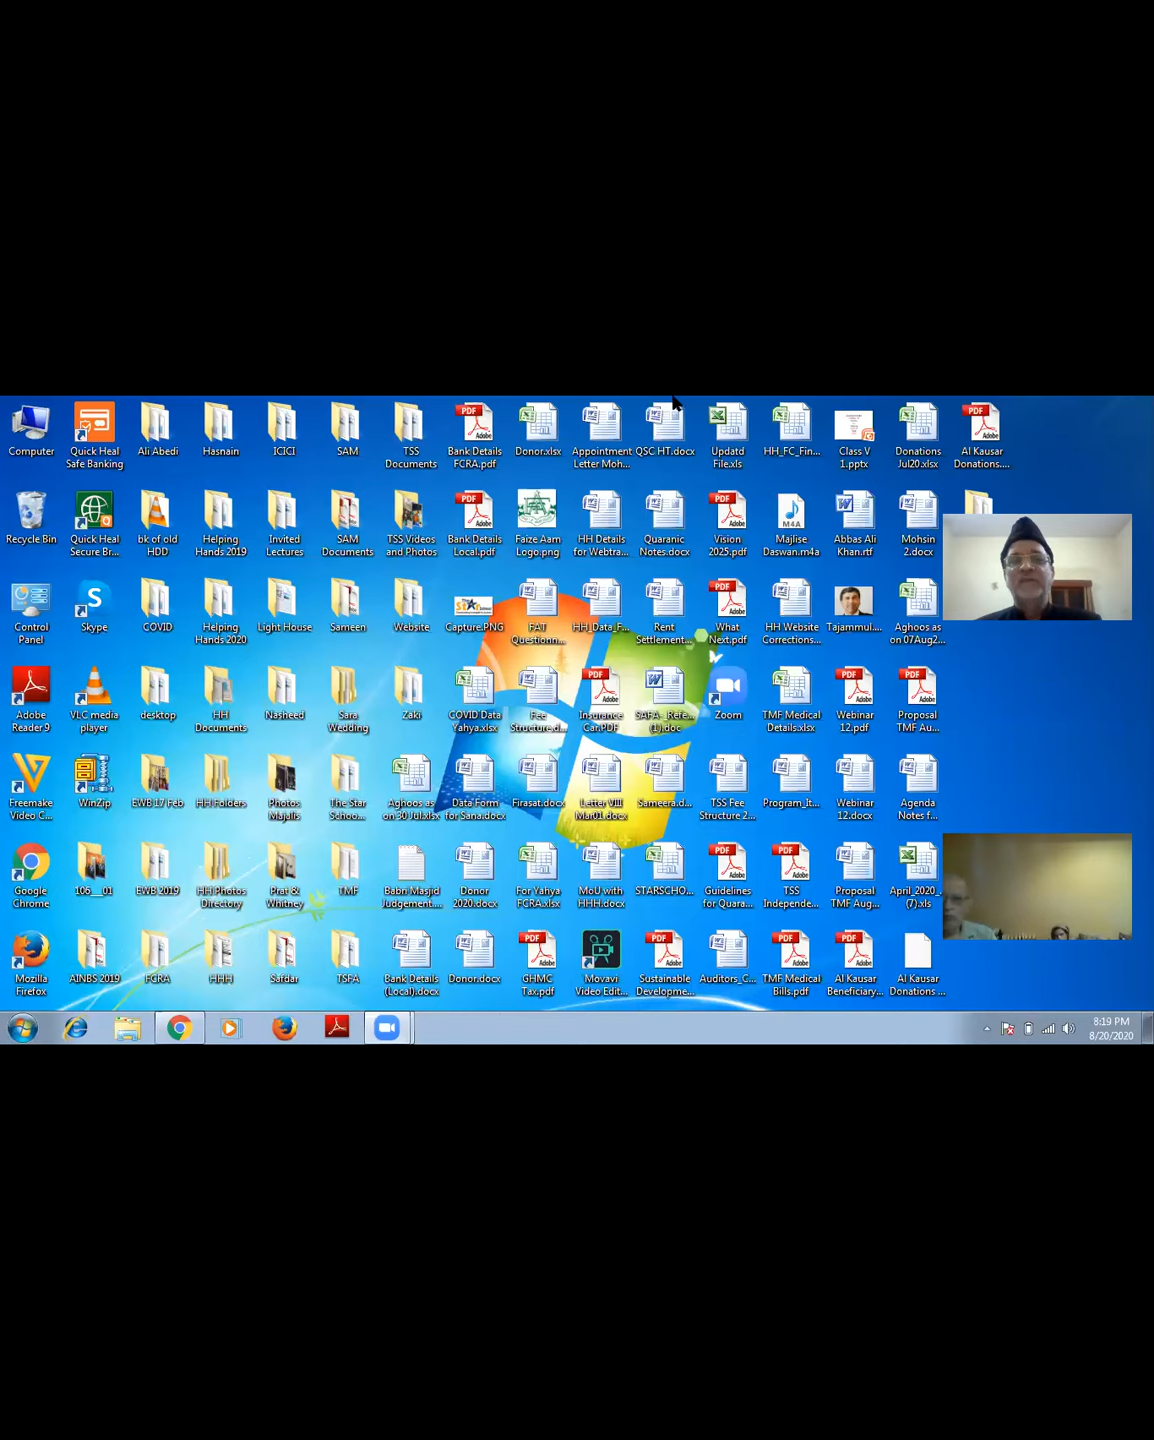 Computer
Quick Heal
Safe Banking
Ali Abedi
Hasnain
ICICI
SAM
TSS
Documents
Bank Details
FCRA.pdf
Donor.xlsx
Appointment
Letter Moh...
QSC HT.docx
Updatd
File.xls
HH_FC_Fin...
Class V
1.pptx
Donations
Jul20.xlsx
Al Kausar
Donations....
Recycle Bin
Quick Heal
Secure Br...
bk of old
HDD
Helping
Hands 2019
Invited
Lectures
SAM
Documents
TSS Videos
and Photos
Bank Details
Local.pdf
Faize Aam
Logo.png
HH Details
for Webtra...
Quaranic
Notes.docx
Vision
2025.pdf
M4A
Majlise
Daswan.m4a
Abbas Ali
Khan.rtf
Mohsin
2.docx
Control
Panel
Skype
COVID
Helping
Hands 2020
Light House
Sameen
Website
Capture.PNG
FAT
Questionn...
HH_Data_F...
Rent
Settlement...
What
Next.pdf
HH Website
Corrections...
Tajammul....
Aghoos as
on 07Aug2...
Adobe
Reader 9
VLC media
player
desktop
HH
Documents
Nasheed
Sara
Wedding
Zaki
COVID Data
Yahya.xlsx
Fee
Structure.d...
Insurance
Car.PDF
SAFA-_Refe...
(1).doc
Zoom
TMF Medical
Details.xlsx
Webinar
12.pdf
Proposal
TMF Au...
Freemake
Video C...
WinZip
EWB 17 Feb
HH Folders
Photos
Majalis
The Star
Schoo...
Aghoos as
on 30 Jul.xlsx
Data Form
for Sana.docx
Firasat.docx
Letter VIII
Mar01.docx
Sameera.d...
TSS Fee
Structure 2...
Program_It...
Webinar
12.docx
Agenda
Notes f...
Google
Chrome
106__01
EWB 2019
HH Photos
Directory
Prat &
Whitney
TMF
Babri Masjid
Judgement....
Donor
2020.docx
For Yahya
FCRA.xlsx
MoU with
HHH.docx
STARSCHO...
Guidelines
for Quara...
TSS
Independe...
Proposal
TMF Aug...
April_2020_...
(7).xls
Mozilla
Firefox
AINBS 2019
FCRA
HHH
Safdar
TSFA
Bank Details
(Local).docx
Donor.docx
GHMC
Tax.pdf
Movavi
Video Edit...
Sustainable
Developme...
Auditors_C...
TMF Medical
Bills.pdf
Al Kausar
Beneficiary...
Al Kausar
Donations ...
8:19 PM
8/20/2020